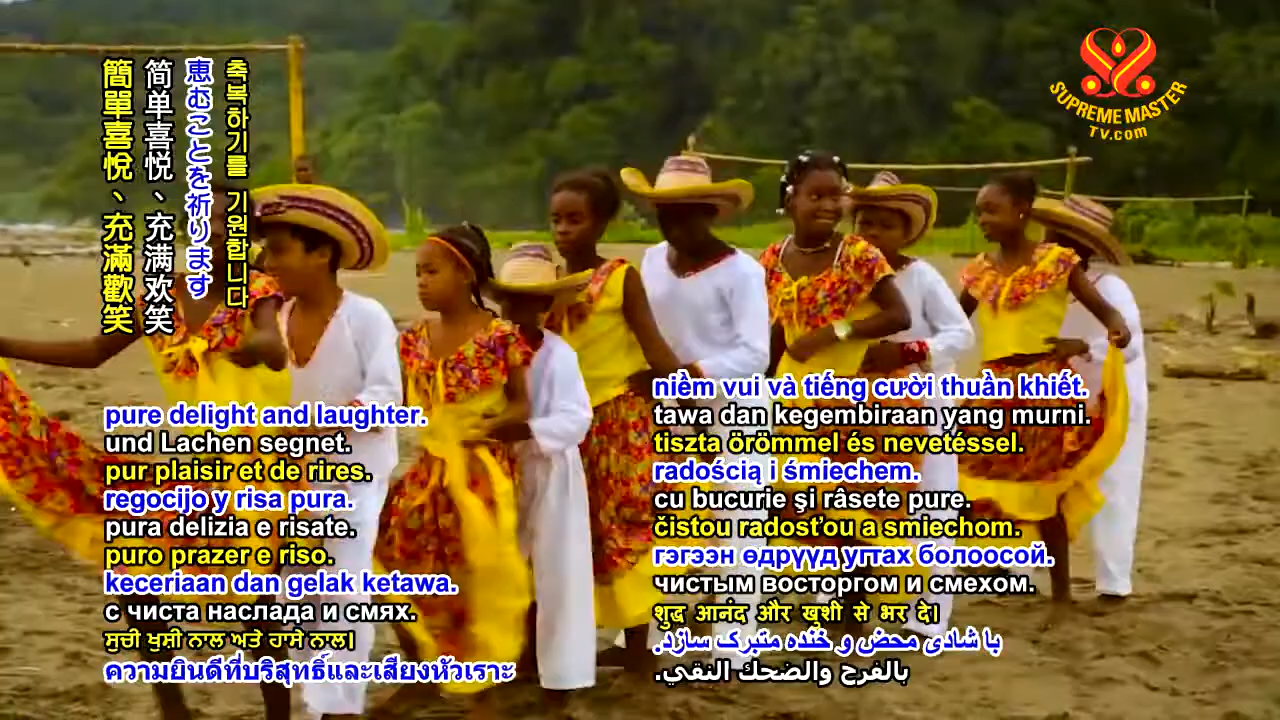 簡單喜悅、充滿歡笑
简单喜悦、充满欢笑
恵むことを祈ります
축복하기를 기원합니다
SUPREME MASTER
TV.com
pure delight and laughter.
und Lachen segnet.
pur plaisir et de rires.
regocijo y risa pura.
pura delizia e risate.
puro prazer e riso.
keceriaan dan gelak ketawa.
с чиста наслада и смях.
ਸੁਚੀ ਖੁਸ਼ੀ ਨਾਲ ਅਤੇ ਹਾਸੇ ਨਾਲ।
ความยินดีที่บริสุทธิ์และเสียงหัวเราะ
niềm vui và tiếng cười thuần khiết.
tawa dan kegembiraan yang murni.
tiszta örömmel és nevetéssel.
radością i śmiechem.
cu bucurie şi râsete pure.
čistou radosťou a smiechom.
гэгээн өдрүүд угтах болоосой.
чистым восторгом и смехом.
शुद्ध आनंद और खुशी से भर दे।
با شادی محض و خنده متبرک سازد.
بالفرح والضحك النقي.